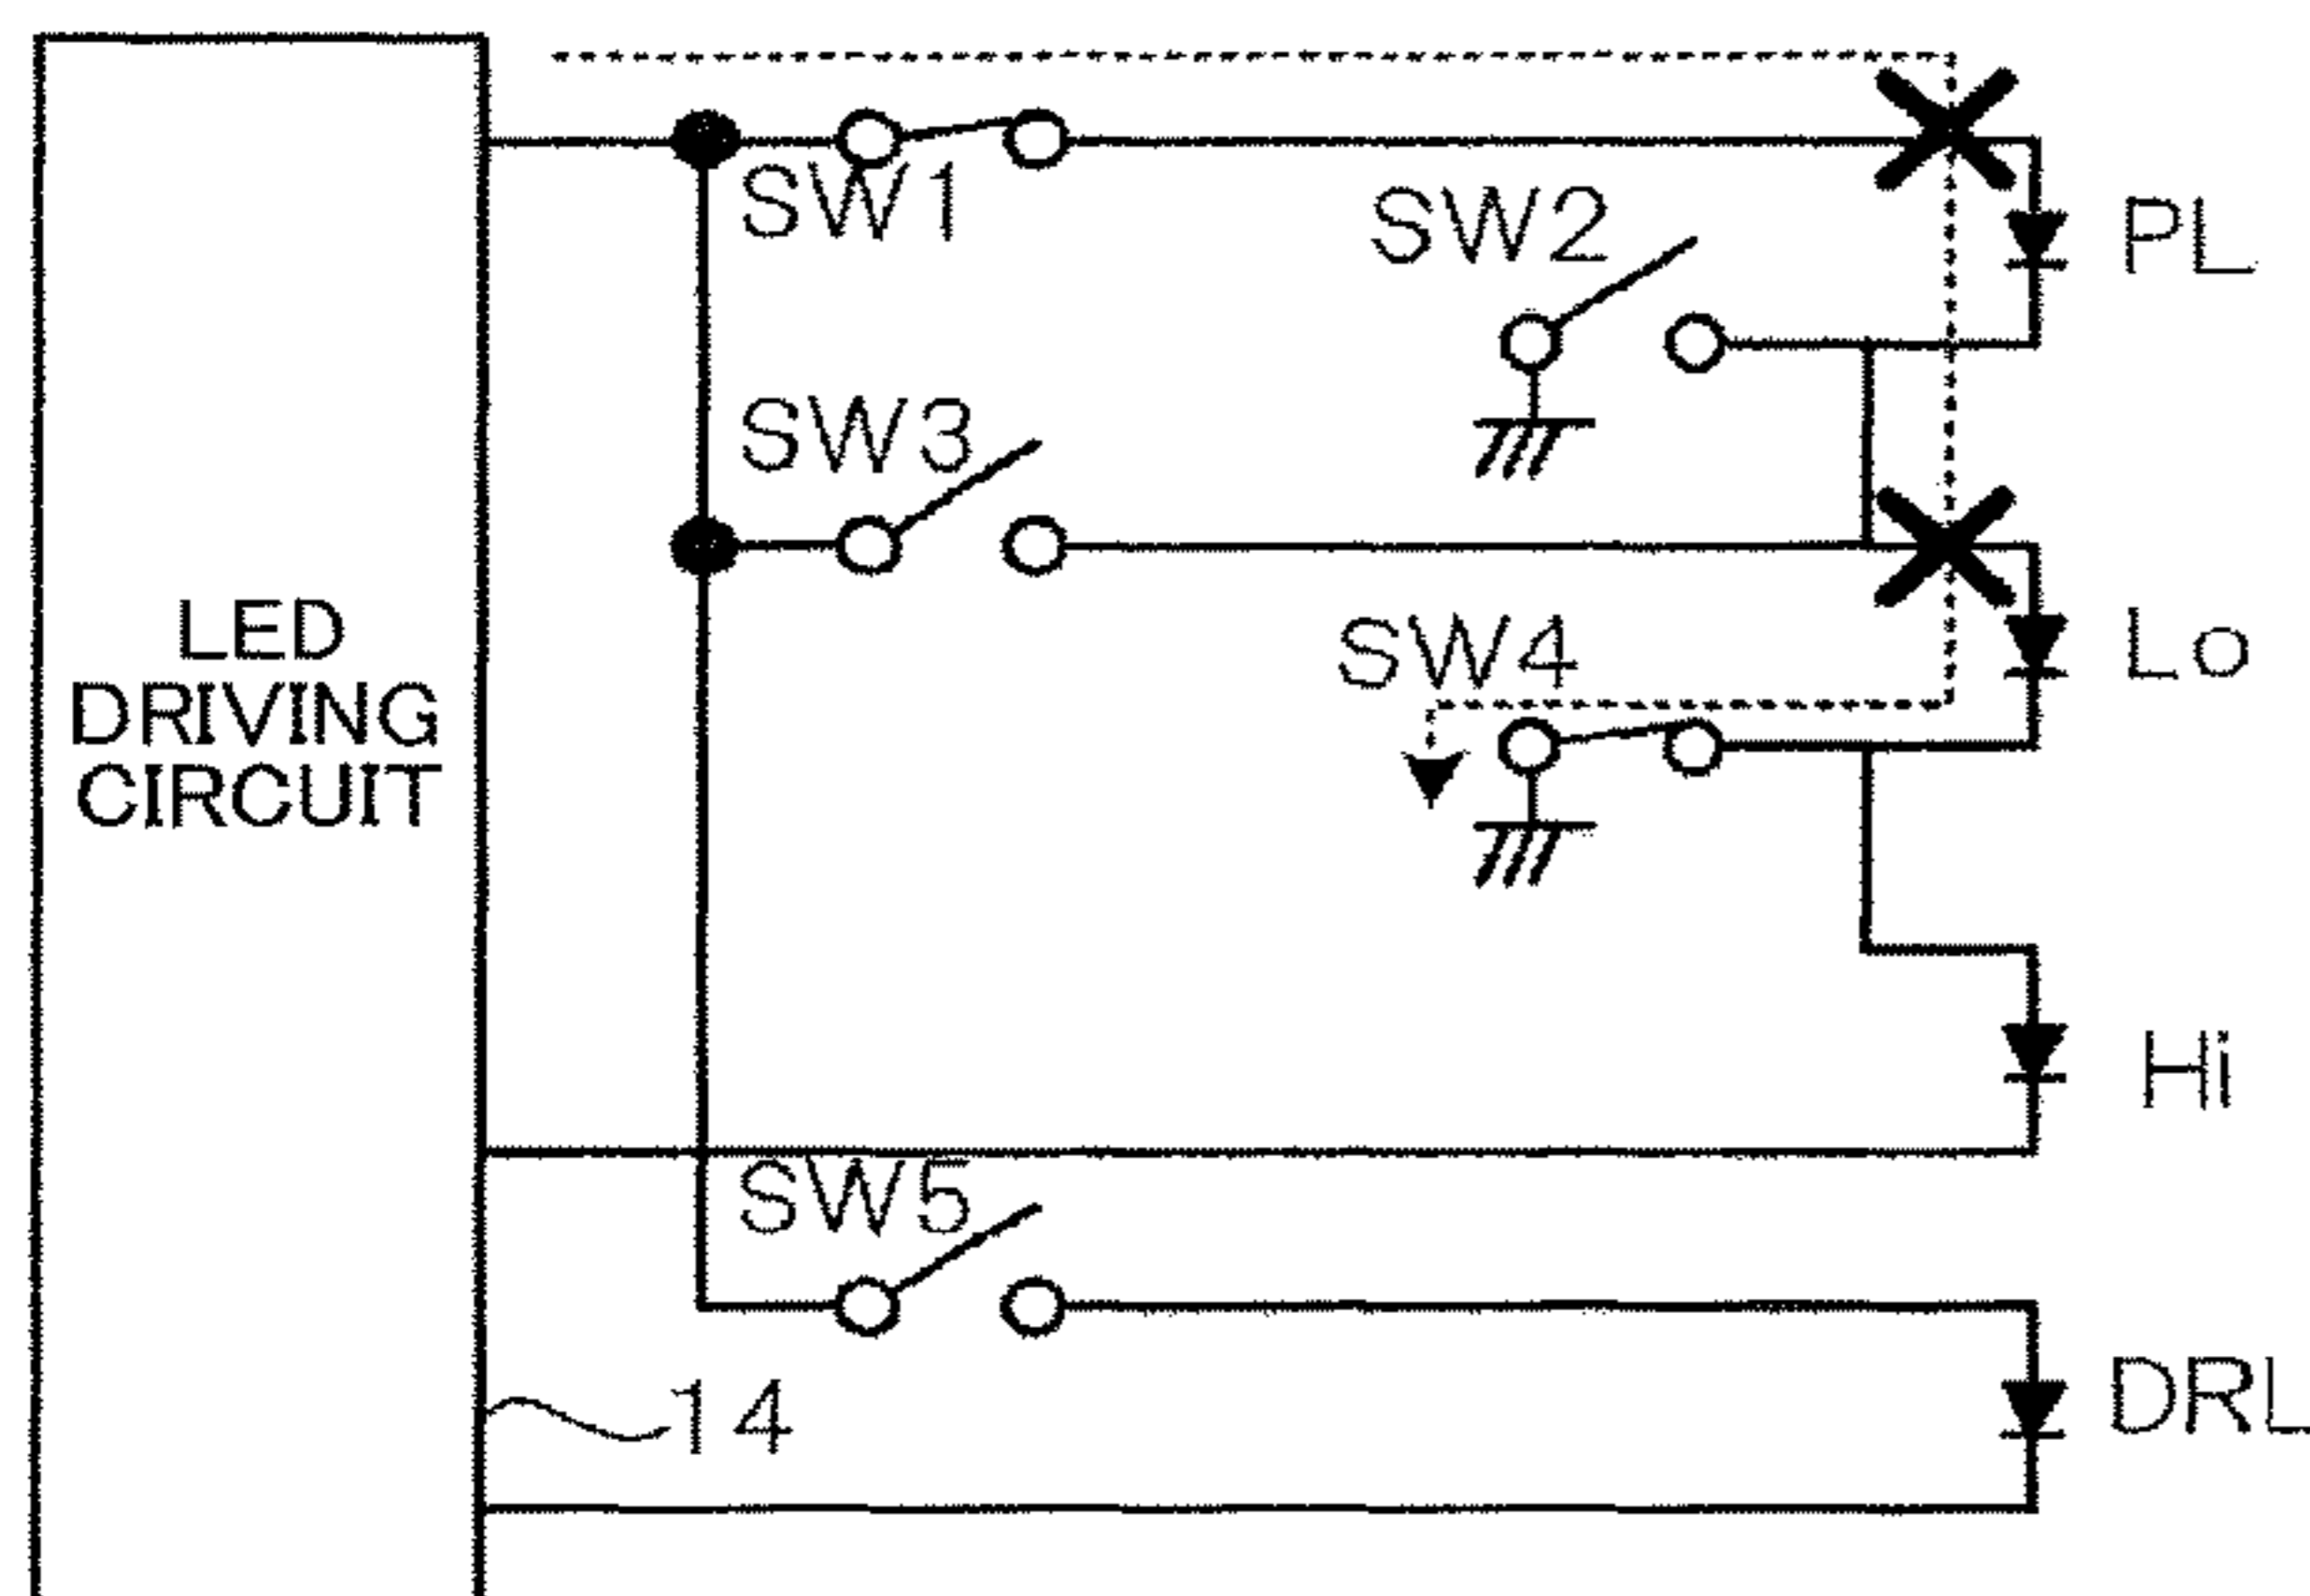 SW1
SW2
PL
SW3
LED
DRIVING
CIRCUIT
SW4
Lo
Hi
SW5
14
DRL